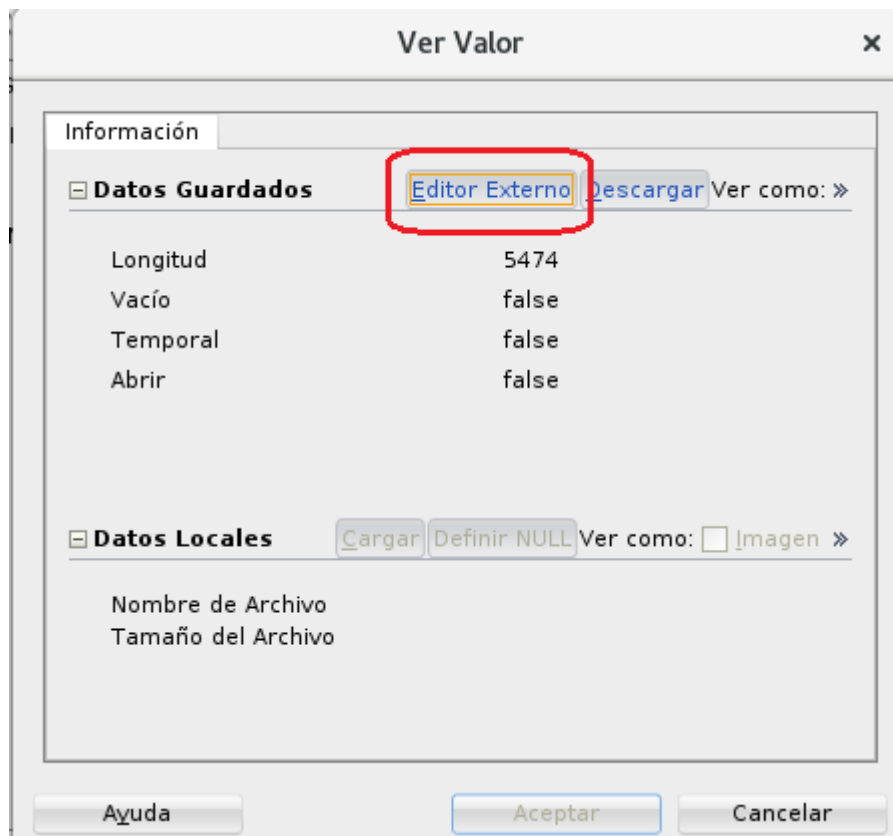 Ver Valor ×
Información
Datos Guardados Editor Externo Descargar Ver como: »
Longitud 5474
Vacío false
Temporal false
Abrir false
Datos Locales Cargar Definir NULL Ver como: Imagen »
Nombre de Archivo
Tamaño del Archivo
Ayuda Aceptar Cancelar